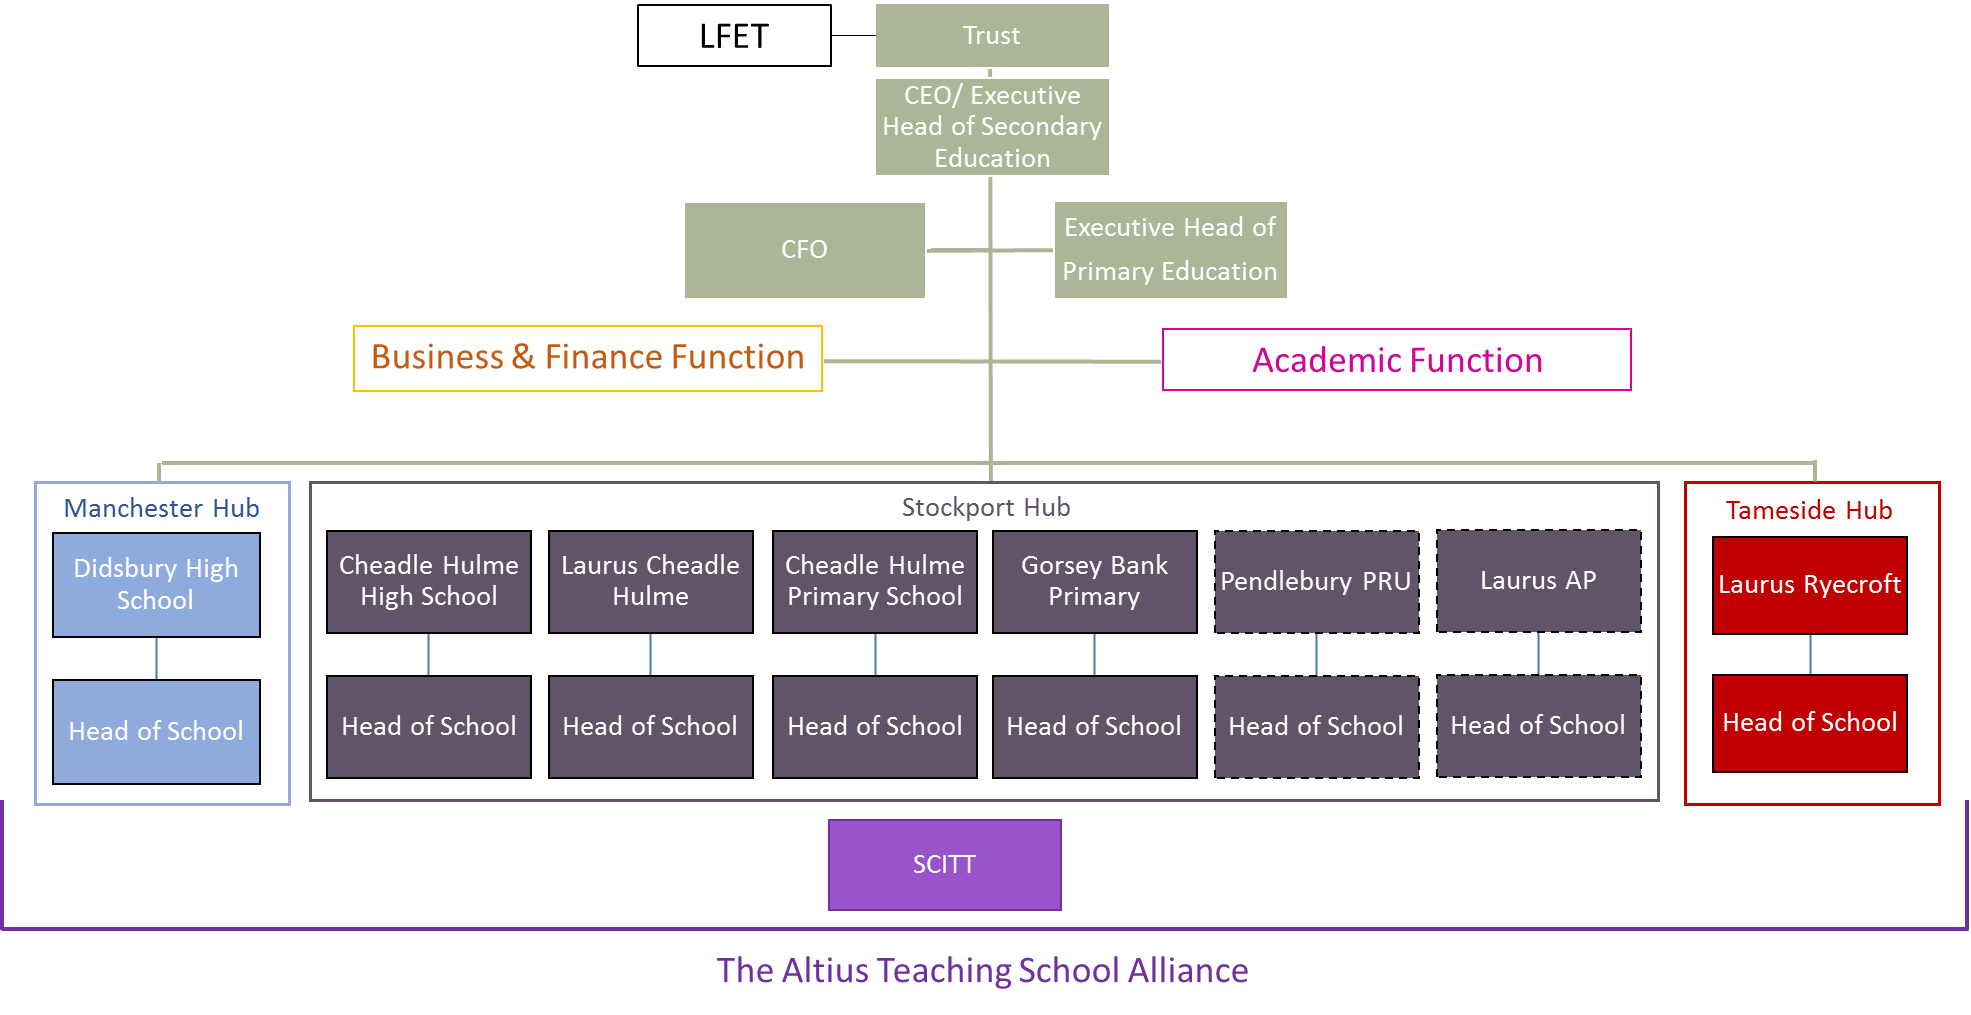 LFET
Trust
CEO/ Executive
Head of Secondary
Education
CFO
Executive Head of
Primary Education
Business & Finance Function
Academic Function
Manchester Hub
Didsbury High
School
Head of School
Stockport Hub
Cheadle Hulme
High School
Head of School
Laurus Cheadle
Hulme
Head of School
Cheadle Hulme
Primary School
Head of School
Gorsey Bank
Primary
Head of School
Pendlebury PRU
Head of School
Laurus AP
Head of School
Tameside Hub
Laurus Ryecroft
Head of School
SCITT
The Altius Teaching School Alliance